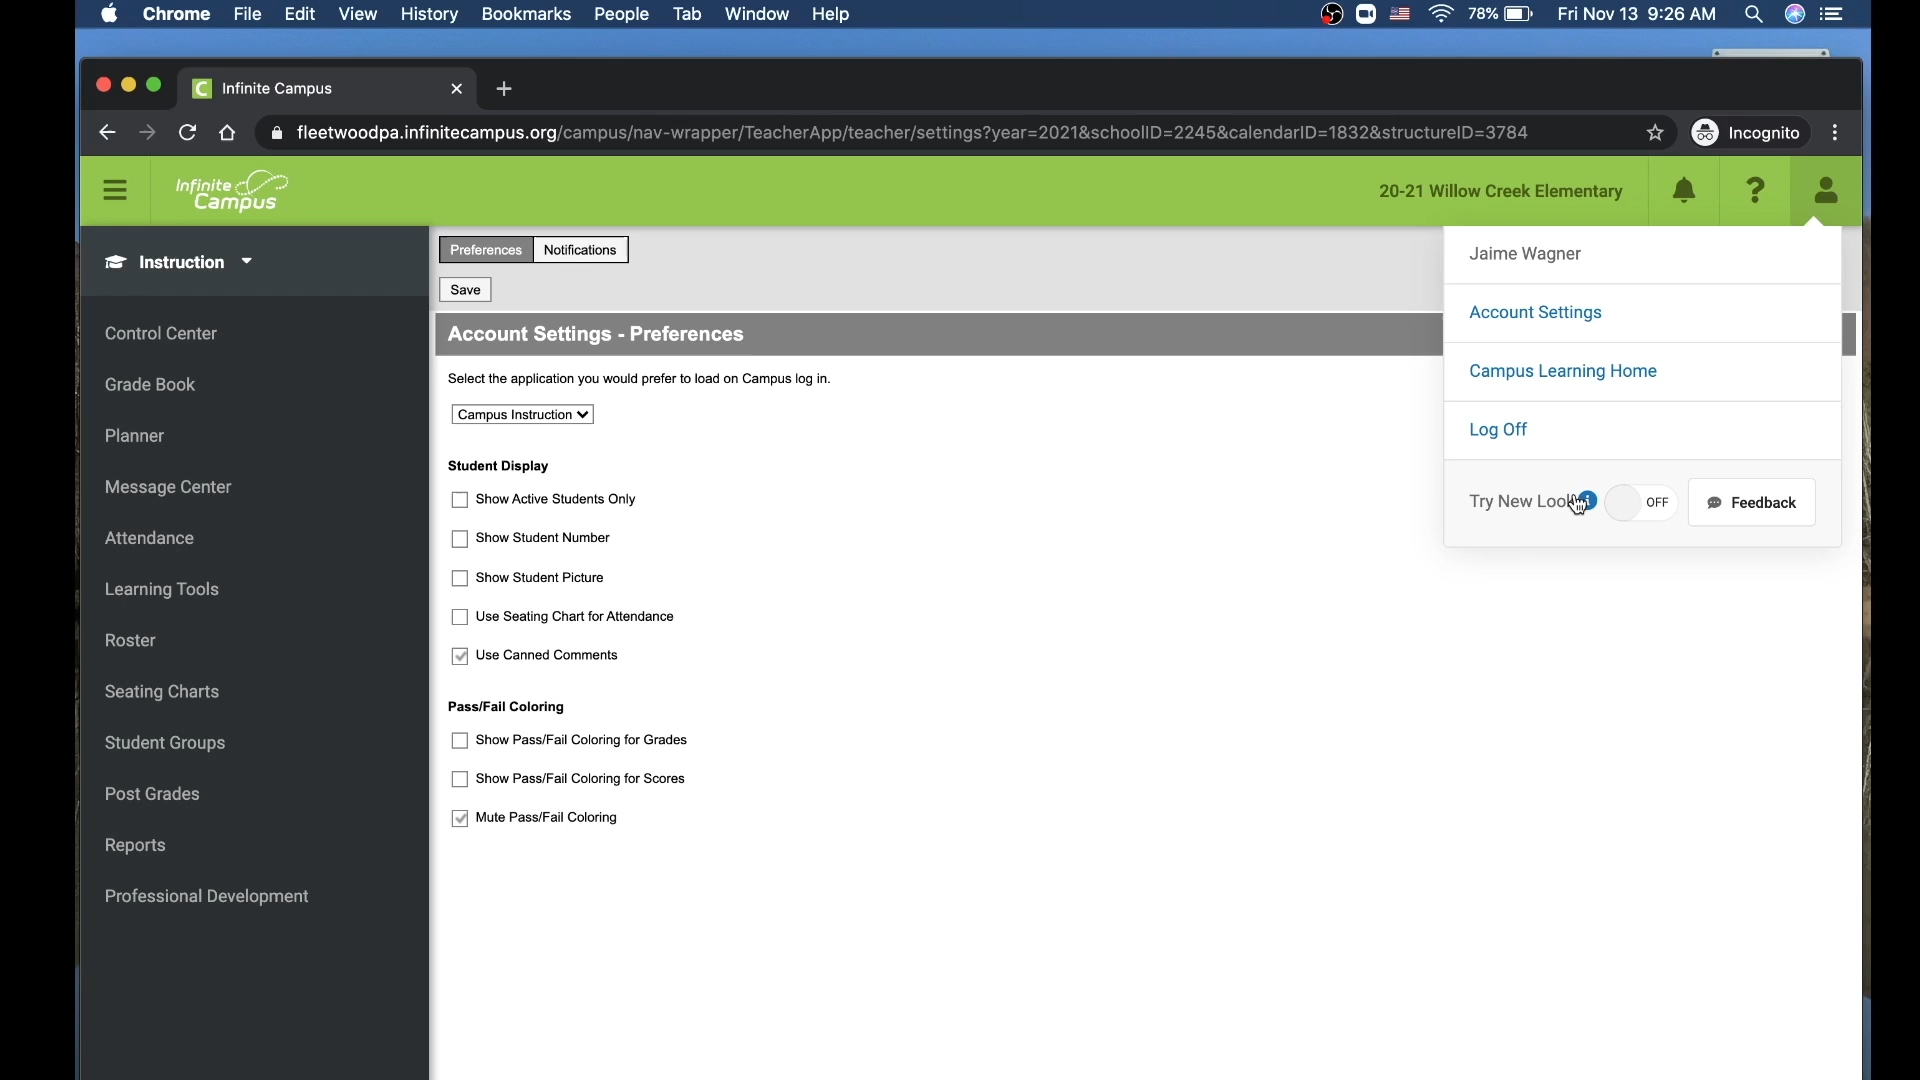 Chrome File Edit View History Bookmarks People Tab Window Help 78% Fri Nov 13 9:26 AM
Infinite Campus
fleetwoodpa.infinitecampus.org/campus/nav-wrapper/TeacherApp/teacher/settings?year=2021&schoolID=2245&calendarID=1832&structureID=3784 Incognito
Infinite
Campus
20-21 Willow Creek Elementary
Instruction
Control Center
Grade Book
Planner
Message Center
Attendance
Learning Tools
Roster
Seating Charts
Student Groups
Post Grades
Reports
Professional Development
Preferences Notifications
Save
Account Settings - Preferences
Select the application you would prefer to load on Campus log in.
Campus Instruction
Student Display
Show Active Students Only
Show Student Number
Show Student Picture
Use Seating Chart for Attendance
Use Canned Comments
Pass/Fail Coloring
Show Pass/Fail Coloring for Grades
Show Pass/Fail Coloring for Scores
Mute Pass/Fail Coloring
Jaime Wagner
Account Settings
Campus Learning Home
Log Off
Try New Look OFF Feedback